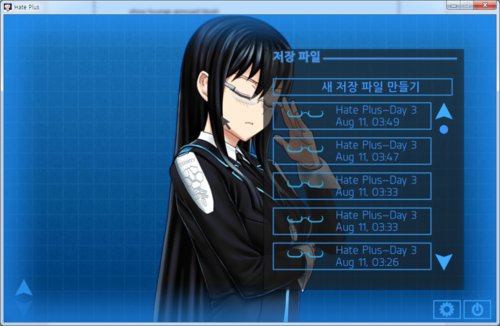 Hate Plus
저장 파일
새 저장 파일 만들기
Hate Plus—Day 3
Aug 11, 03:49
Hate Plus—Day 3
Aug 11, 03:47
Hate Plus—Day 3
Aug 11, 03:33
Hate Plus—Day 3
Aug 11, 03:33
Hate Plus—Day 3
Aug 11, 03:26